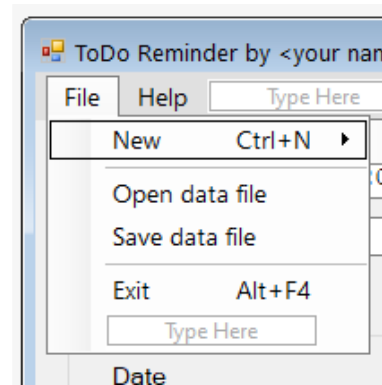 ToDo Reminder by <your nan
File Help Type Here
New Ctrl+N
Open data file
Save data file
Exit Alt+F4
Type Here
Date